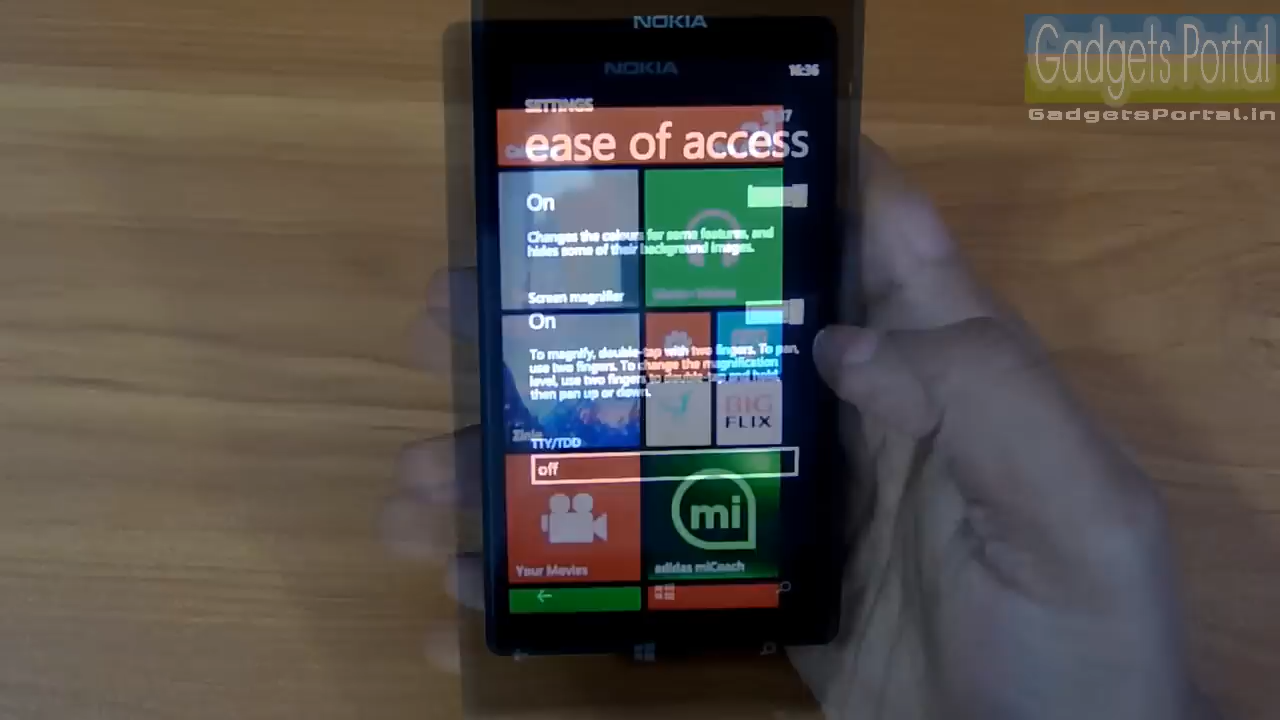 NOKIA
NOKIA
16:36
Gadgets Portal
GadgetsPortal.in
SETTINGS
ease of access
On
Changes the colours for some features, and
hides some of their background images.
Screen magnifier
On
To magnify, double-tap with two fingers. To pan,
use two fingers. To change the magnification
level, use two fingers to double-tap and hold,
then pan up or down.
BIG
FLIX
TTY/TDD
off
mi
Your Movies
adidas miCoach